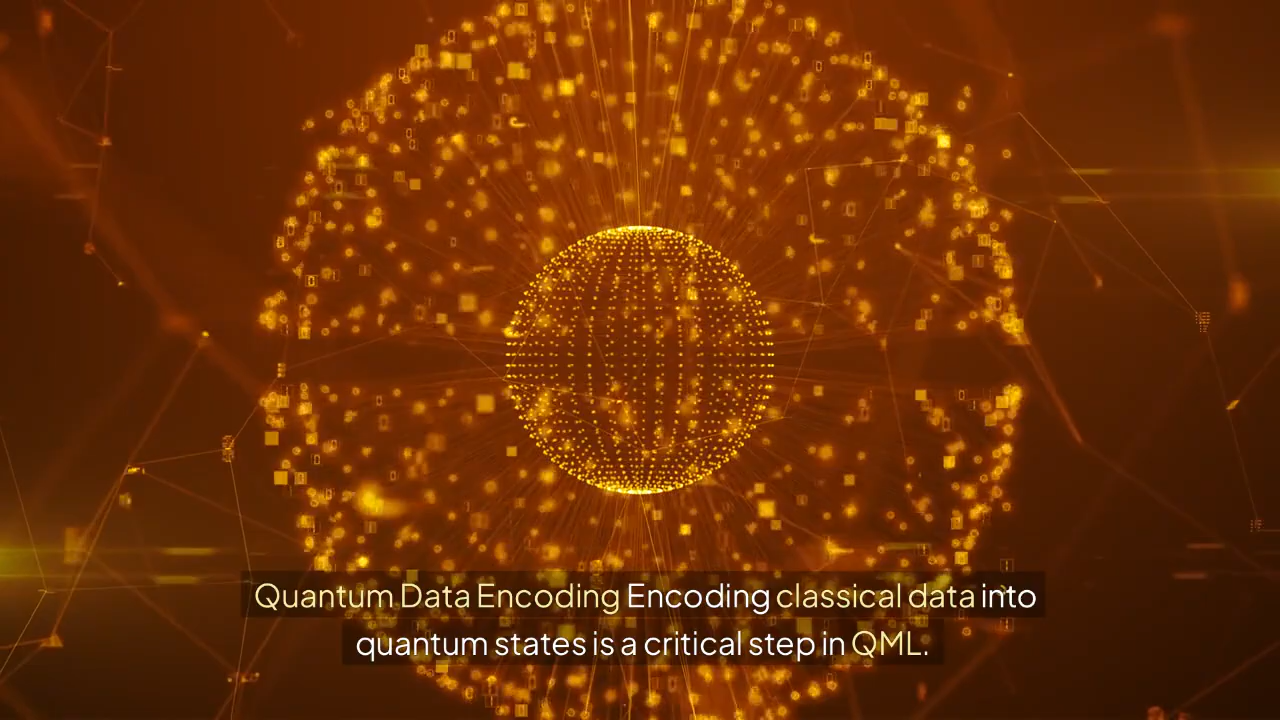 Quantum Data Encoding Encoding classical data into
quantum states is a critical step in QML.